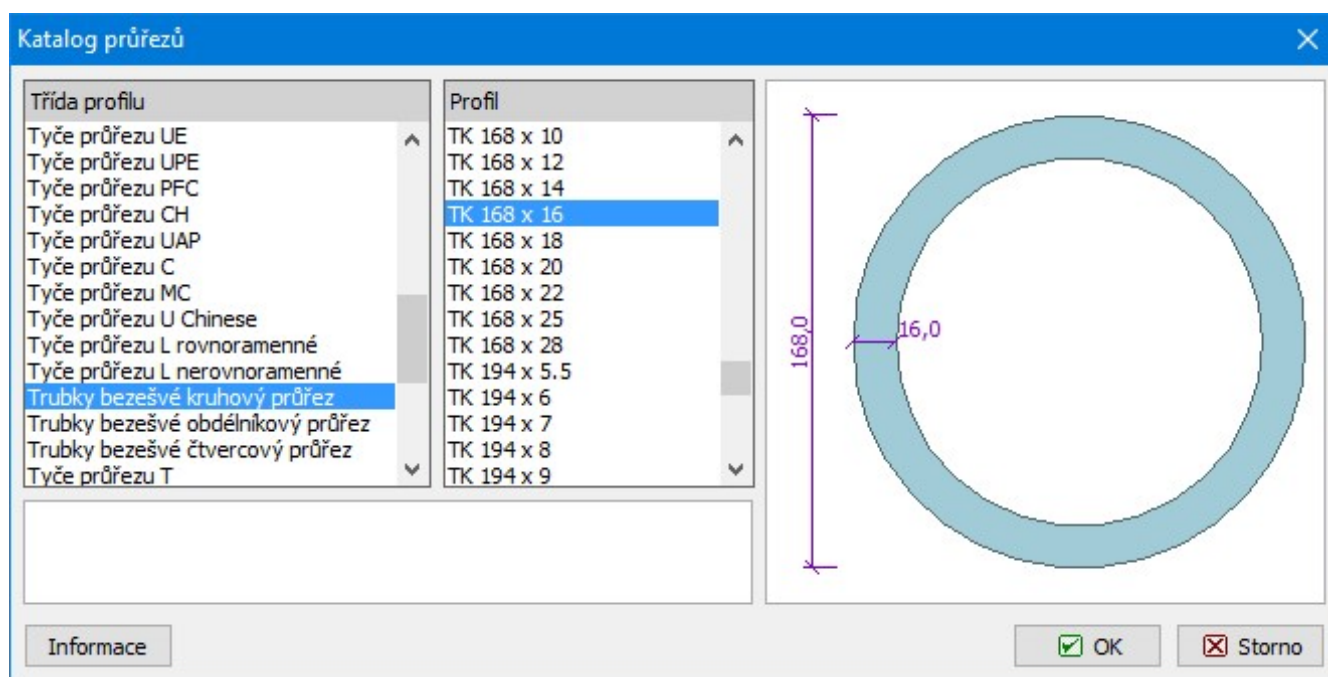 Katalog průřezů
Třída profilu
Tyče průřezu UE
Tyče průřezu UPE
Tyče průřezu PFC
Tyče průřezu CH
Tyče průřezu UAP
Tyče průřezu C
Tyče průřezu MC
Tyče průřezu U Chinese
Tyče průřezu L rovnoramenné
Tyče průřezu L nerovnoramenné
Trubky bezešvé kruhový průřez
Trubky bezešvé obdélníkový průřez
Trubky bezešvé čtvercový průřez
Tyče průřezu T
Profil
TK 168 x 10
TK 168 x 12
TK 168 x 14
TK 168 x 16
TK 168 x 18
TK 168 x 20
TK 168 x 22
TK 168 x 25
TK 168 x 28
TK 194 x 5.5
TK 194 x 6
TK 194 x 7
TK 194 x 8
TK 194 x 9
168,0
16,0
Informace
OK
Storno